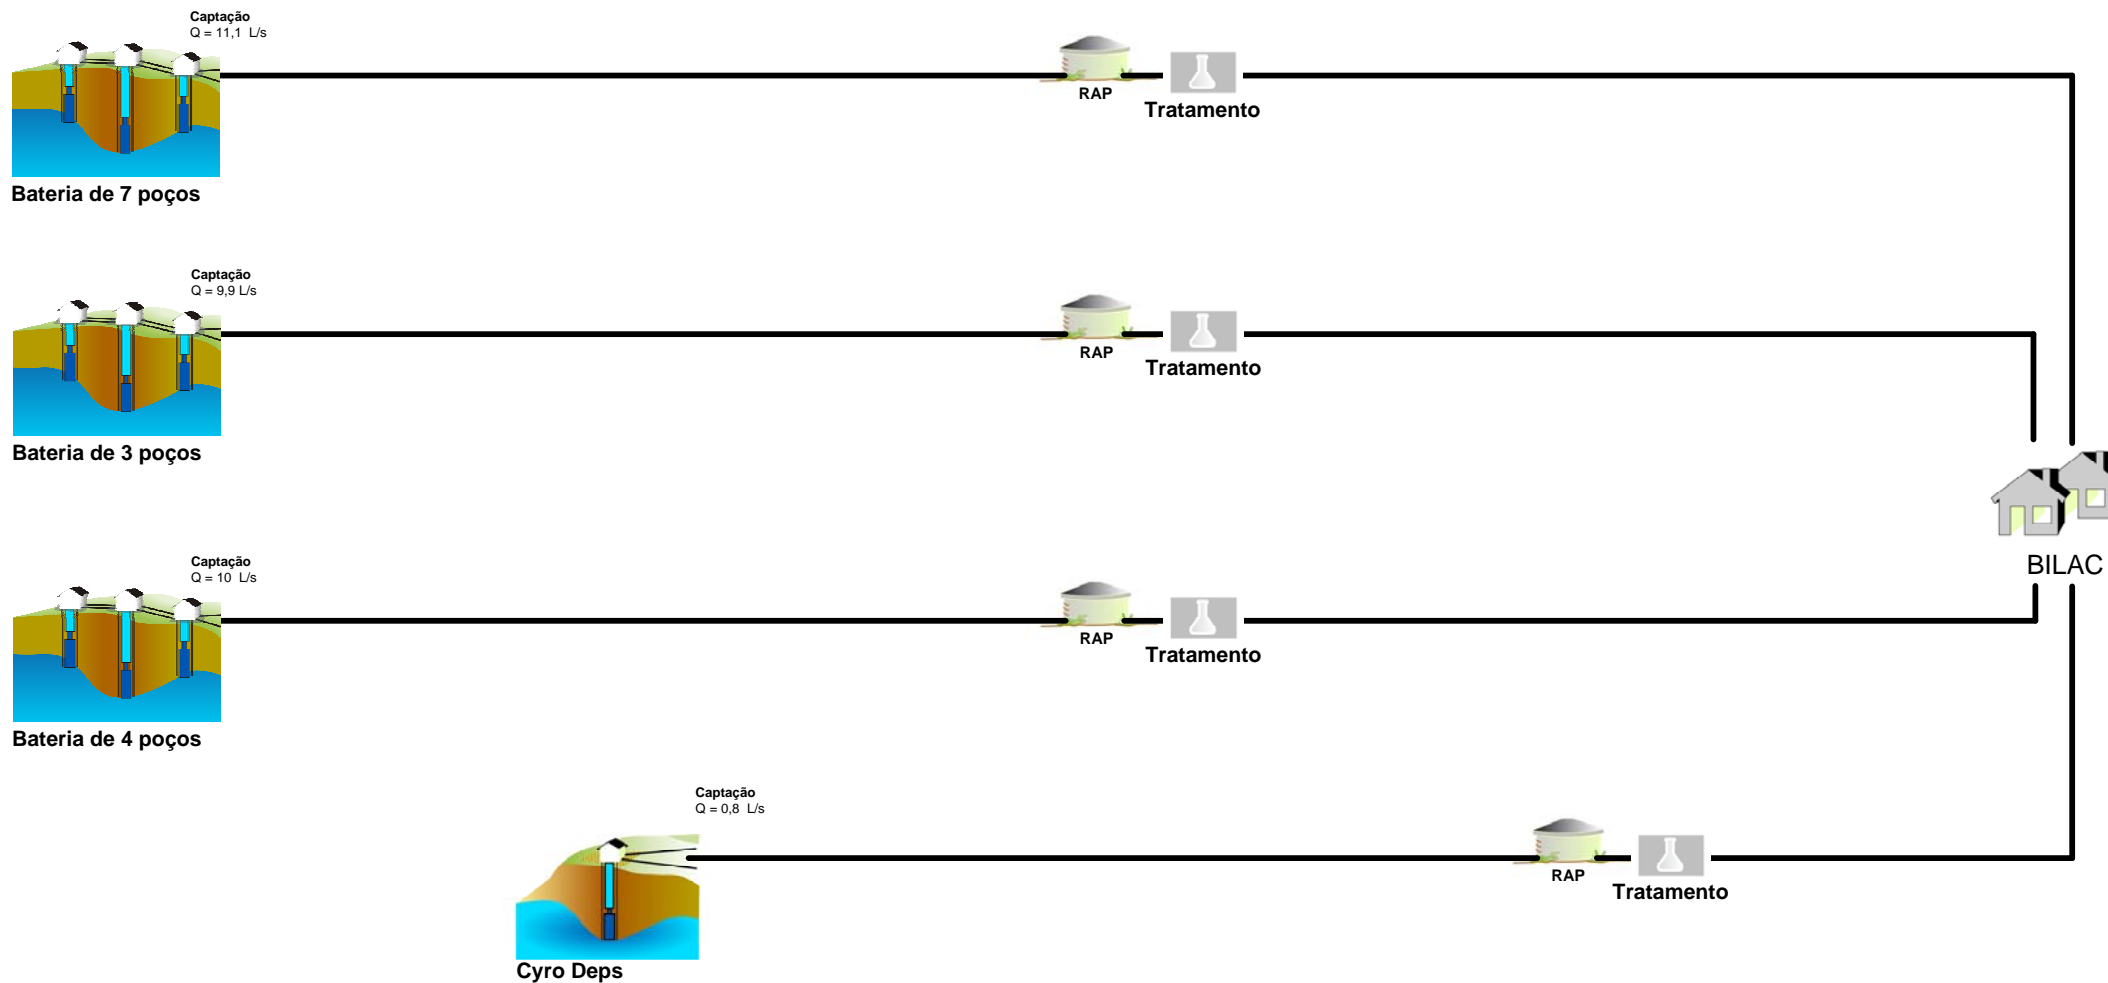 Captação
Q = 11,1 L/s
RAP
Tratamento
Bateria de 7 poços
Captação
Q = 9,9 L/s
RAP
Tratamento
Bateria de 3 poços
BILAC
Captação
Q = 10 L/s
RAP
Tratamento
Bateria de 4 poços
Captação
Q = 0,8 L/s
RAP
Tratamento
Cyro Deps